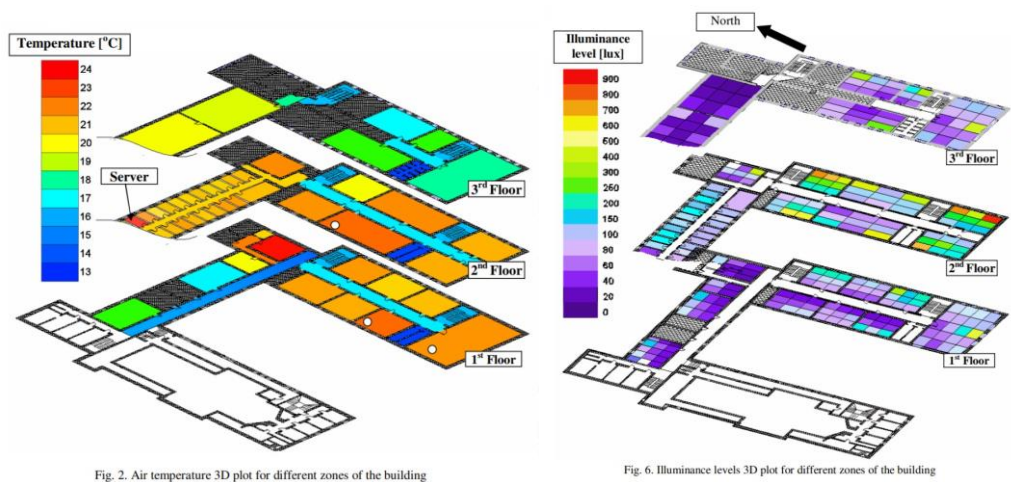 Temperature [°C]
24
23
22
21
20
19
18
17
16
15
14
13
Server
3rd Floor
2nd Floor
1st Floor
Fig. 2. Air temperature 3D plot for different zones of the building
North
Illuminance
level [lux]
900
800
700
600
500
400
300
260
200
150
100
80
60
40
20
0
3rd Floor
2nd Floor
1st Floor
Fig. 6. Illuminance levels 3D plot for different zones of the building